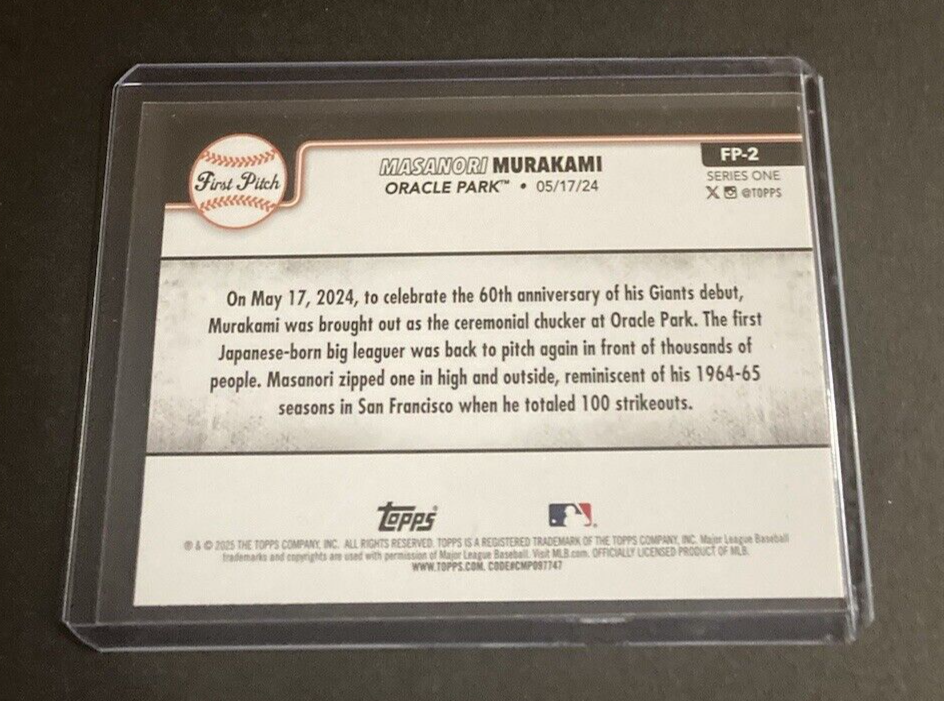 First Pitch
MASANORI MURAKAMI
ORACLE PARK™ • 05/17/24
FP-2
SERIES ONE
X @TOPPS
On May 17, 2024, to celebrate the 60th anniversary of his Giants debut,
Murakami was brought out as the ceremonial chucker at Oracle Park. The first
Japanese-born big leaguer was back to pitch again in front of thousands of
people. Masanori zipped one in high and outside, reminiscent of his 1964-65
seasons in San Francisco when he totaled 100 strikeouts.
topps®
® & © 2025 THE TOPPS COMPANY, INC. ALL RIGHTS RESERVED. TOPPS IS A REGISTERED TRADEMARK OF THE TOPPS COMPANY, INC. Major League Baseball
trademarks and copyrights are used with permission of Major League Baseball. Visit MLB.com. OFFICIALLY LICENSED PRODUCT OF MLB.
WWW.TOPPS.COM. CODE#CMP097747